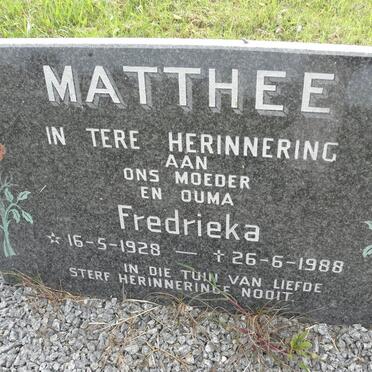 MATTHEE
IN TERE HERINNERING
AAN
ONS MOEDER
EN OUMA
Fredrieka
☆ 16-5-1928 — † 26-6-1988
IN DIE TUIN VAN LIEFDE
STERF HERINNERINGE NOOIT.